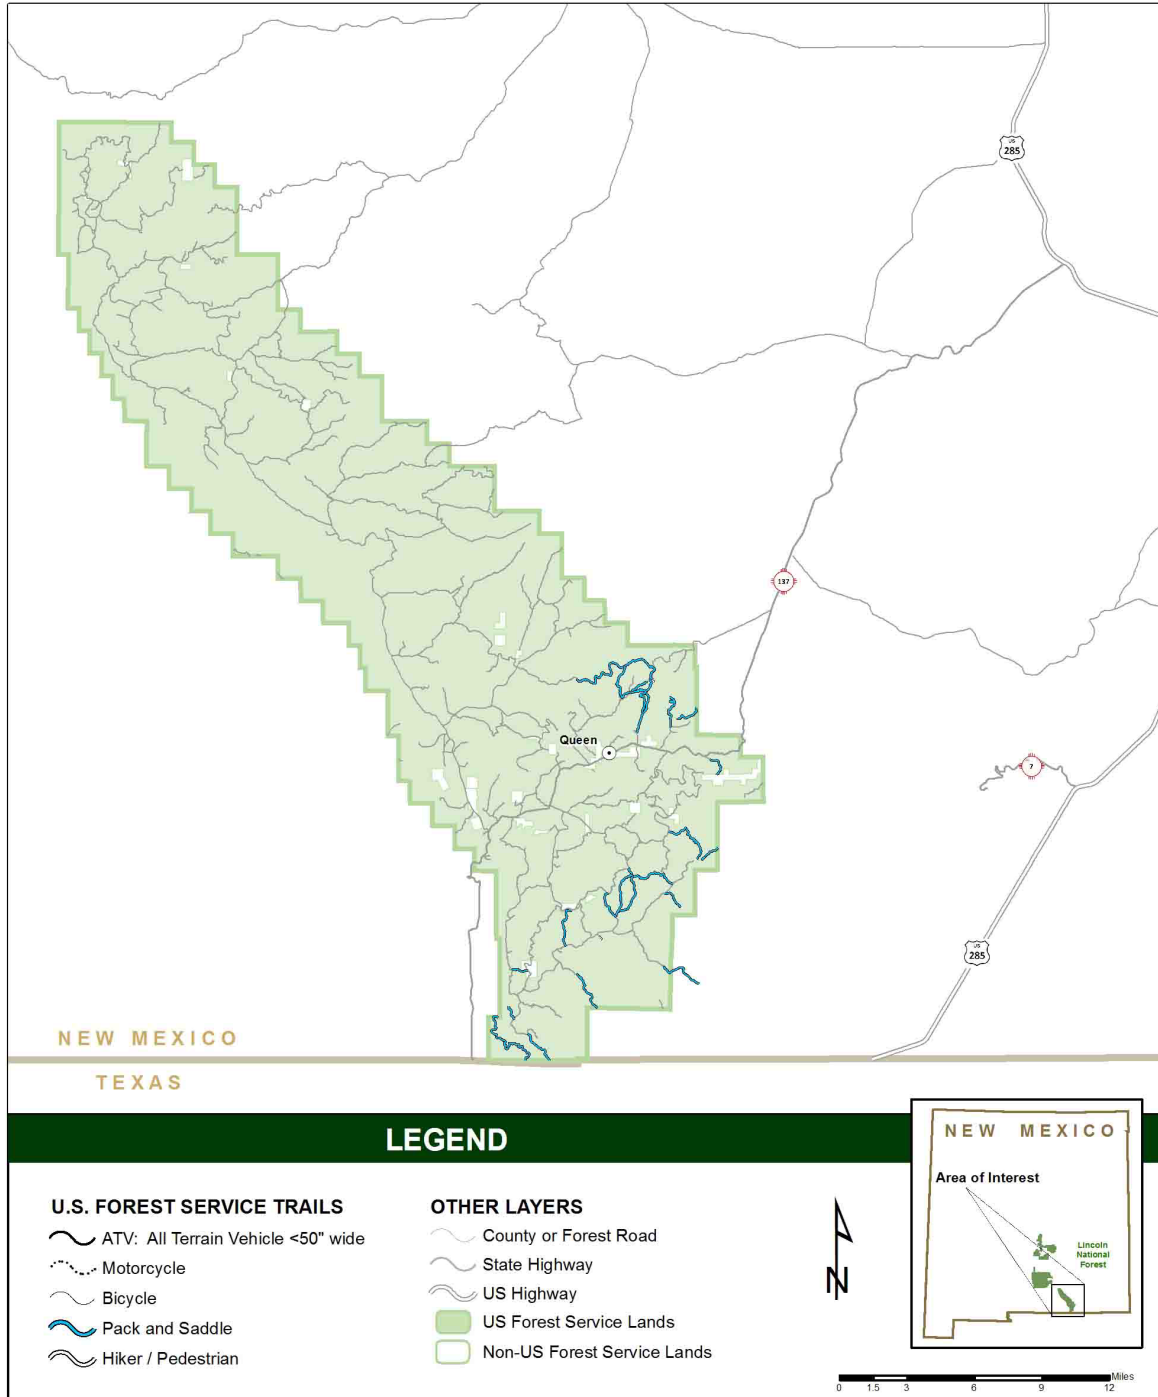 US
285
137
Queen
7
US
285
NEW MEXICO
TEXAS
LEGEND
U.S. FOREST SERVICE TRAILS
ATV: All Terrain Vehicle <50" wide
Motorcycle
Bicycle
Pack and Saddle
Hiker / Pedestrian
OTHER LAYERS
County or Forest Road
State Highway
US Highway
US Forest Service Lands
Non-US Forest Service Lands
N
NEW MEXICO
Area of Interest
Lincoln
National
Forest
Miles
0 1.5 3 6 9 12